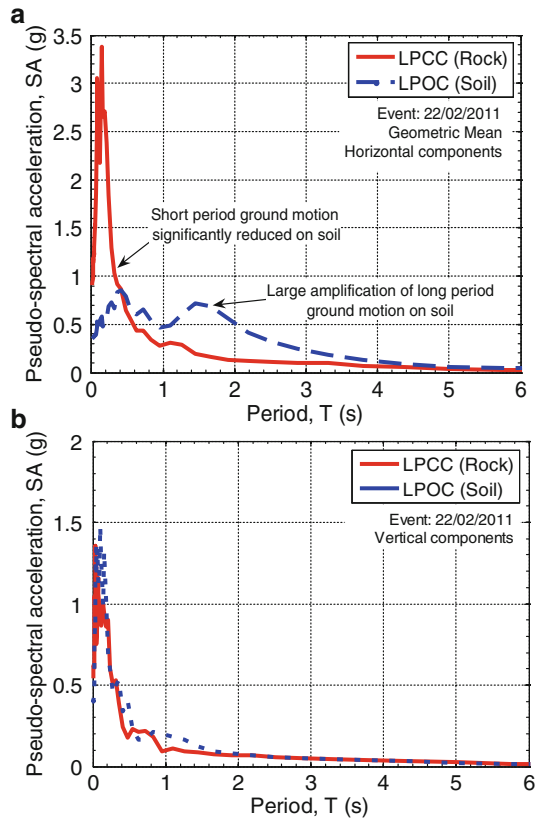 a
Pseudo-spectral acceleration, SA (g)
3.5
3
2.5
2
1.5
1
0.5
0
LPCC (Rock)
LPOC (Soil)
Event: 22/02/2011
Geometric Mean
Horizontal components
Short period ground motion
significantly reduced on soil
Large amplification of long period
ground motion on soil
0 1 2 3 4 5 6
Period, T (s)
b
Pseudo-spectral acceleration, SA (g)
2
1.5
1
0.5
0
LPCC (Rock)
LPOC (Soil)
Event: 22/02/2011
Vertical components
0 1 2 3 4 5 6
Period, T (s)